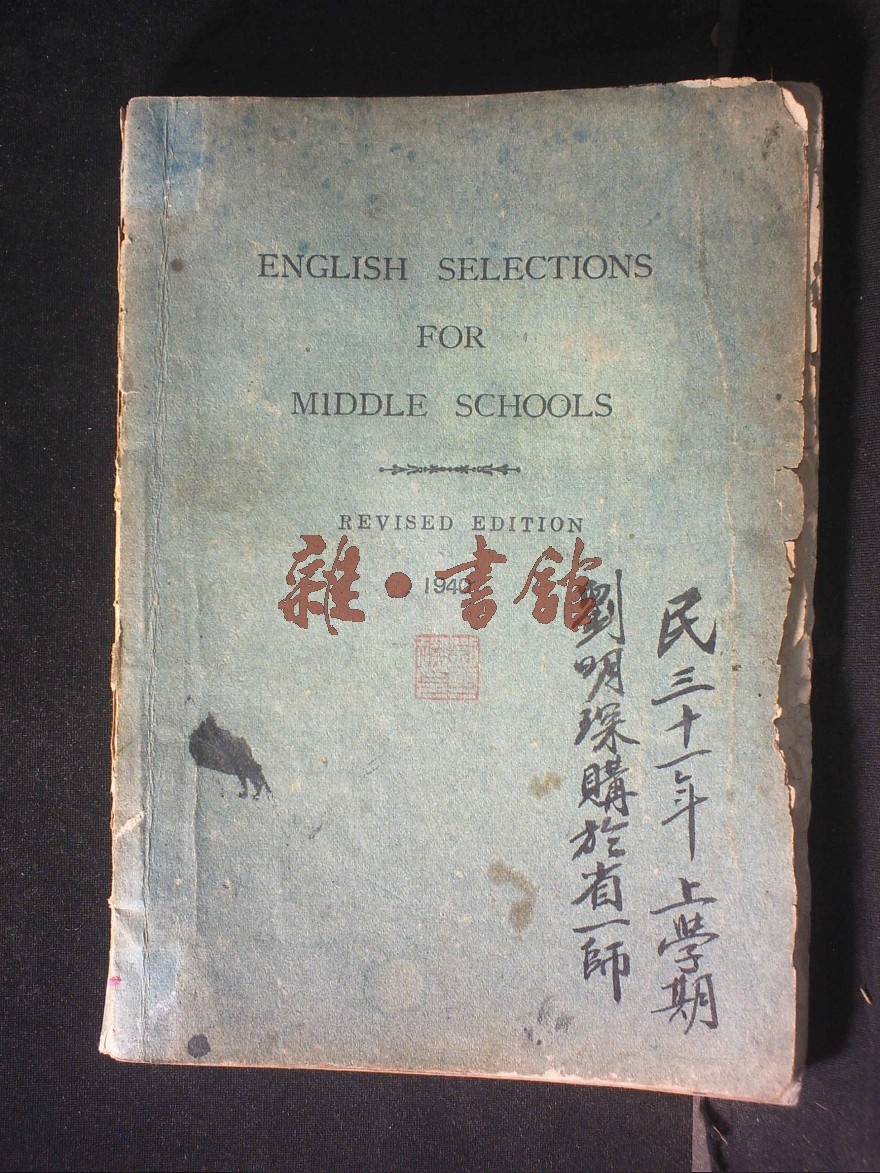 ENGLISH SELECTIONS
FOR
MIDDLE SCHOOLS
REVISED EDITION
1940
雜·書館
民三十一年上學期
劉明琛購於省一師